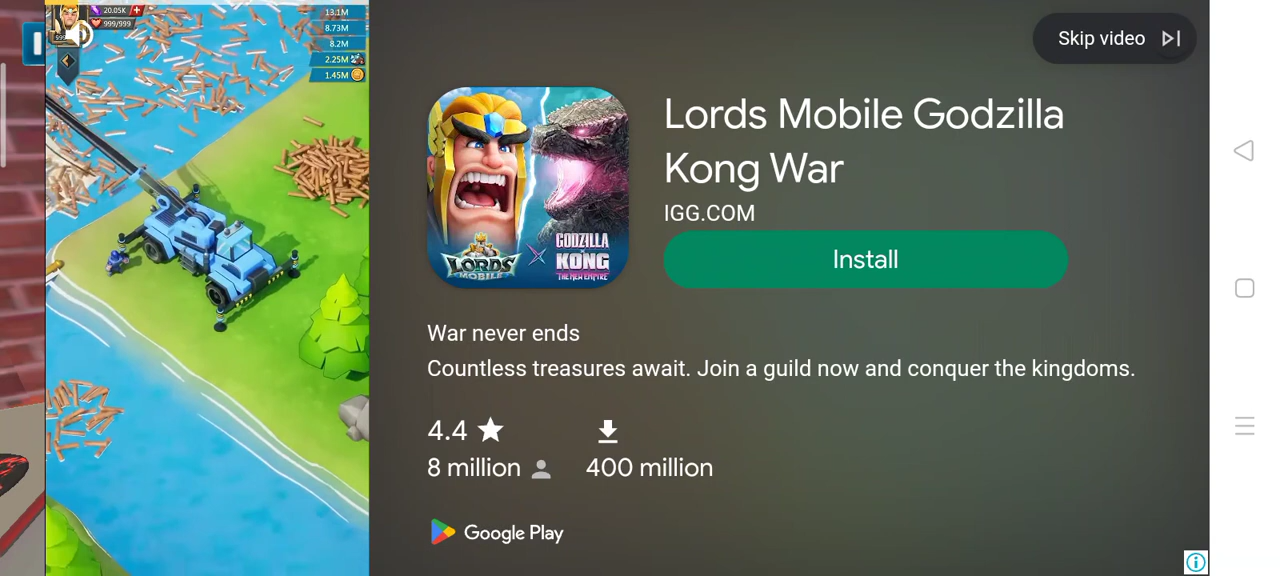 20.05K
999/999
13.1M
8.73M
8.2M
2.25M
1.45M
Skip video
Lords Mobile Godzilla
Kong War
IGG.COM
Install
LORDS
MOBILE
GODZILLA
KONG
THE NEW EMPIRE
War never ends
Countless treasures await. Join a guild now and conquer the kingdoms.
4.4
8 million 400 million
Google Play